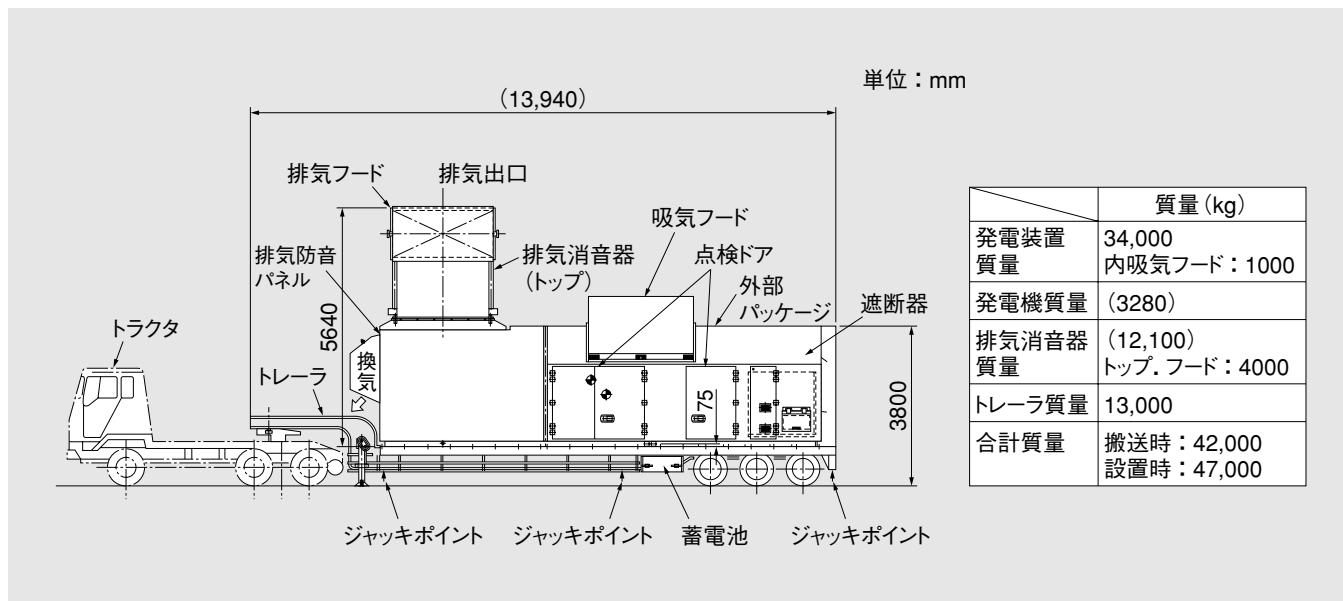 単位：mm
(13,940)
排気フード
排気出口
吸気フード
排気防音
パネル
排気消音器
(トップ)
点検ドア
外部
パッケージ
遮断器
トラクタ
5640
換気
トレーラ
75
3800
ジャッキポイント
ジャッキポイント
蓄電池
ジャッキポイント
質量(kg)
発電装置
質量
34,000
内吸気フード：1000
発電機質量
(3280)
排気消音器
質量
(12,100)
トップ．フード：4000
トレーラ質量
13,000
合計質量
搬送時：42,000
設置時：47,000